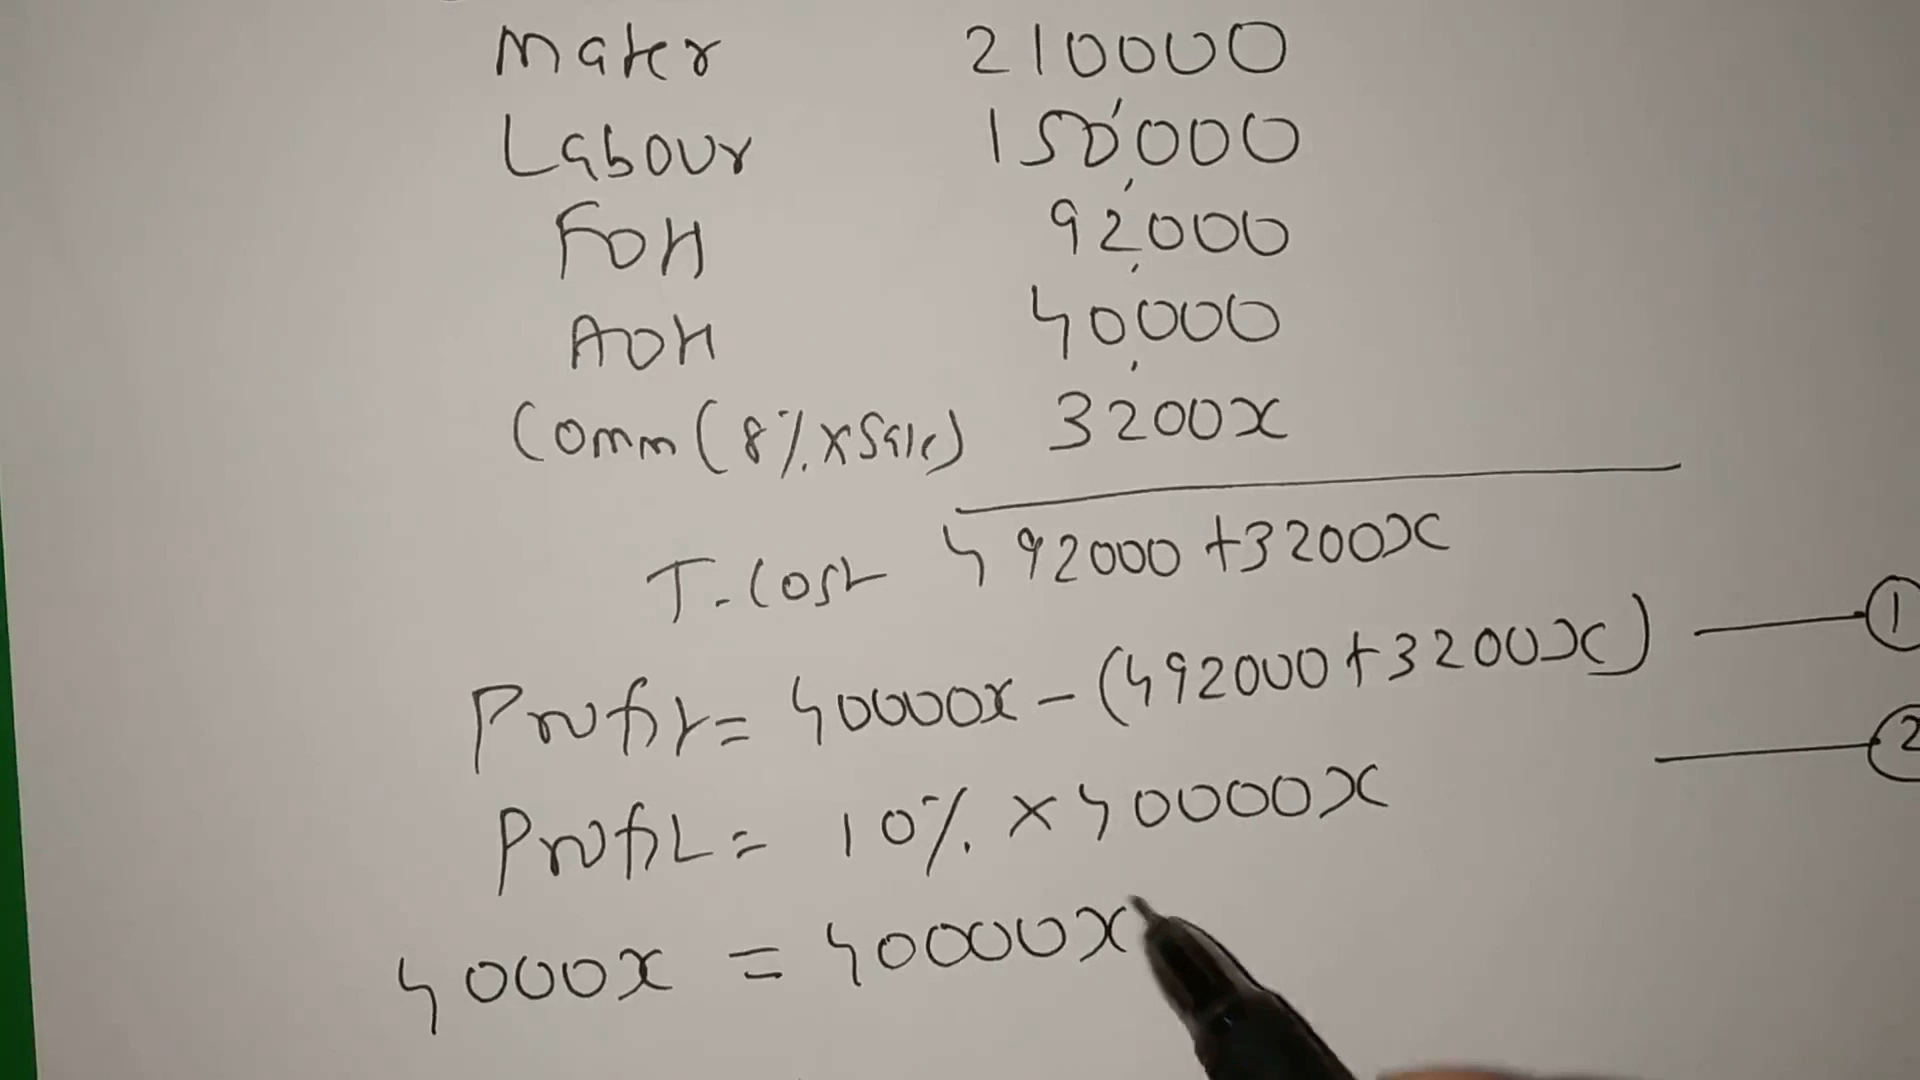 Mater 210000
Labour 150,000
FOH 92,000
AOH 40,000
Comm (8% x Sale) 3200x
T-Cost 492000 + 3200x
Profit = 40000x - (492000 + 3200x) 1
Profit = 10% x 40000x 2
4000x = 40000x